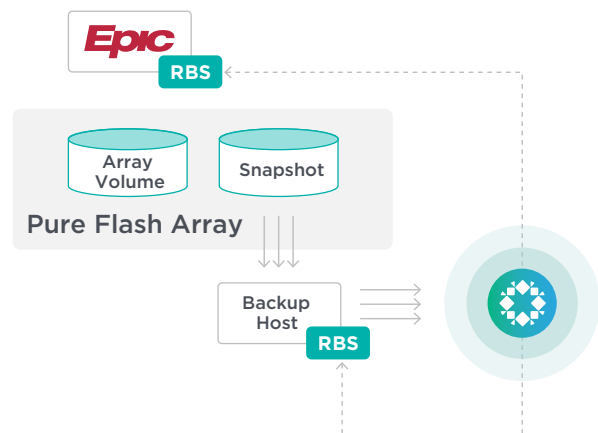 Epic
RBS
Array
Volume
Snapshot
Pure Flash Array
Backup
Host
RBS